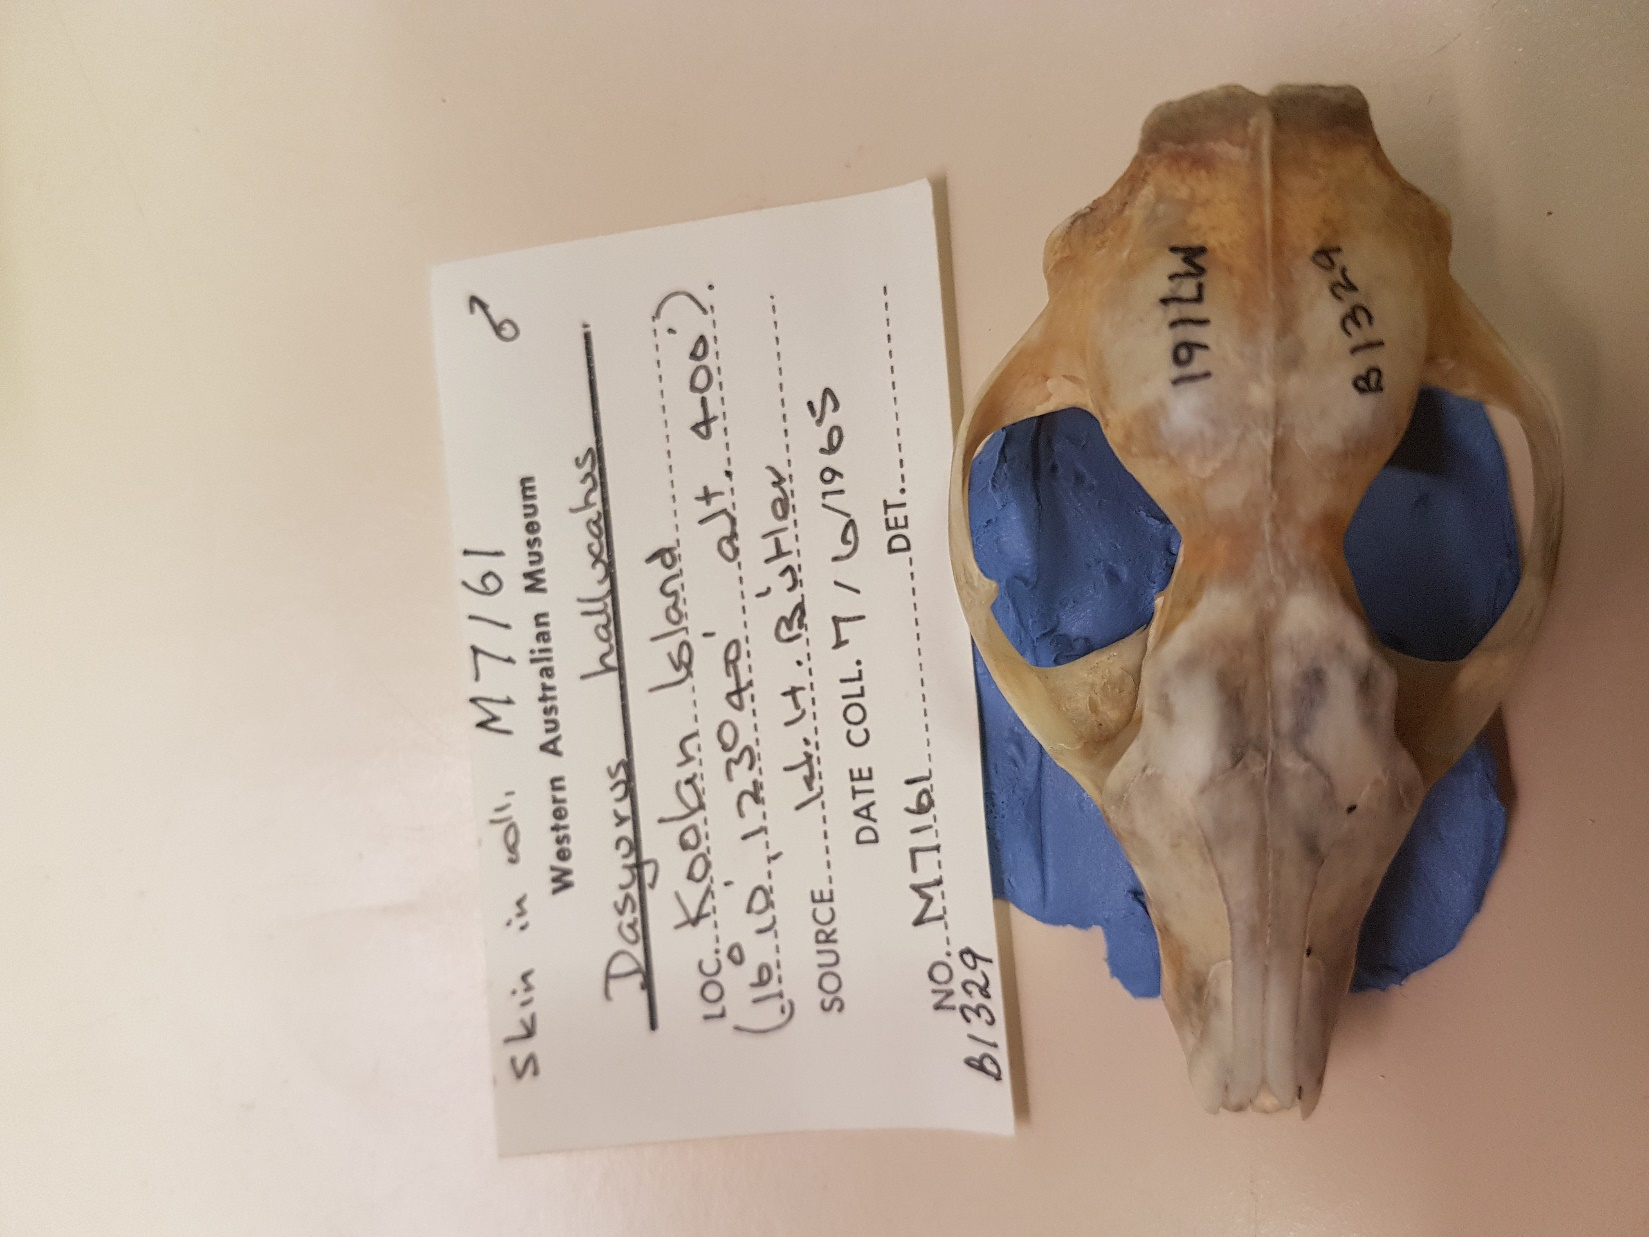 Skin in coll. M7161 ♂
Western Australian Museum
Dasyurus hallucatus
LOC. Koolan Island
(16°10', 123°40' alt. 400').
SOURCE W.H. Butler
DATE COLL. 7/6/1965
DET.
NO. M7161
B1329
M7161
B1329